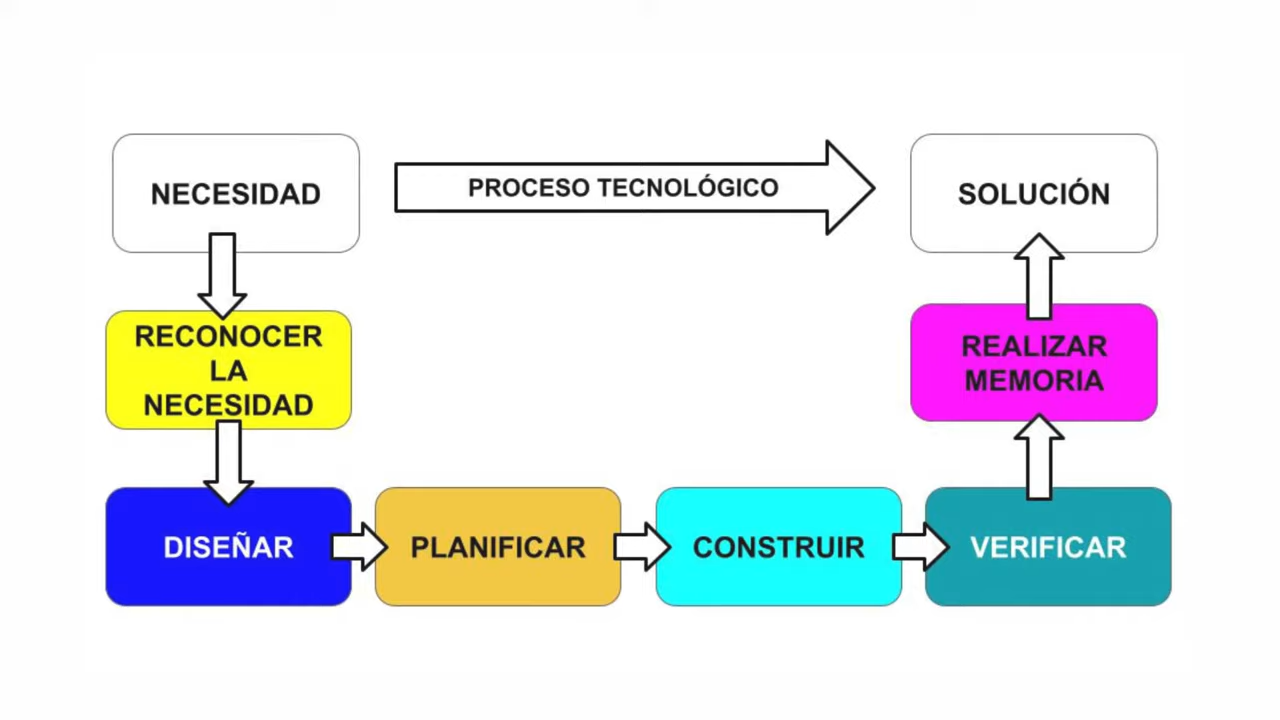 NECESIDAD
PROCESO TECNOLÓGICO
SOLUCIÓN
RECONOCER
LA
NECESIDAD
REALIZAR
MEMORIA
DISEÑAR
PLANIFICAR
CONSTRUIR
VERIFICAR